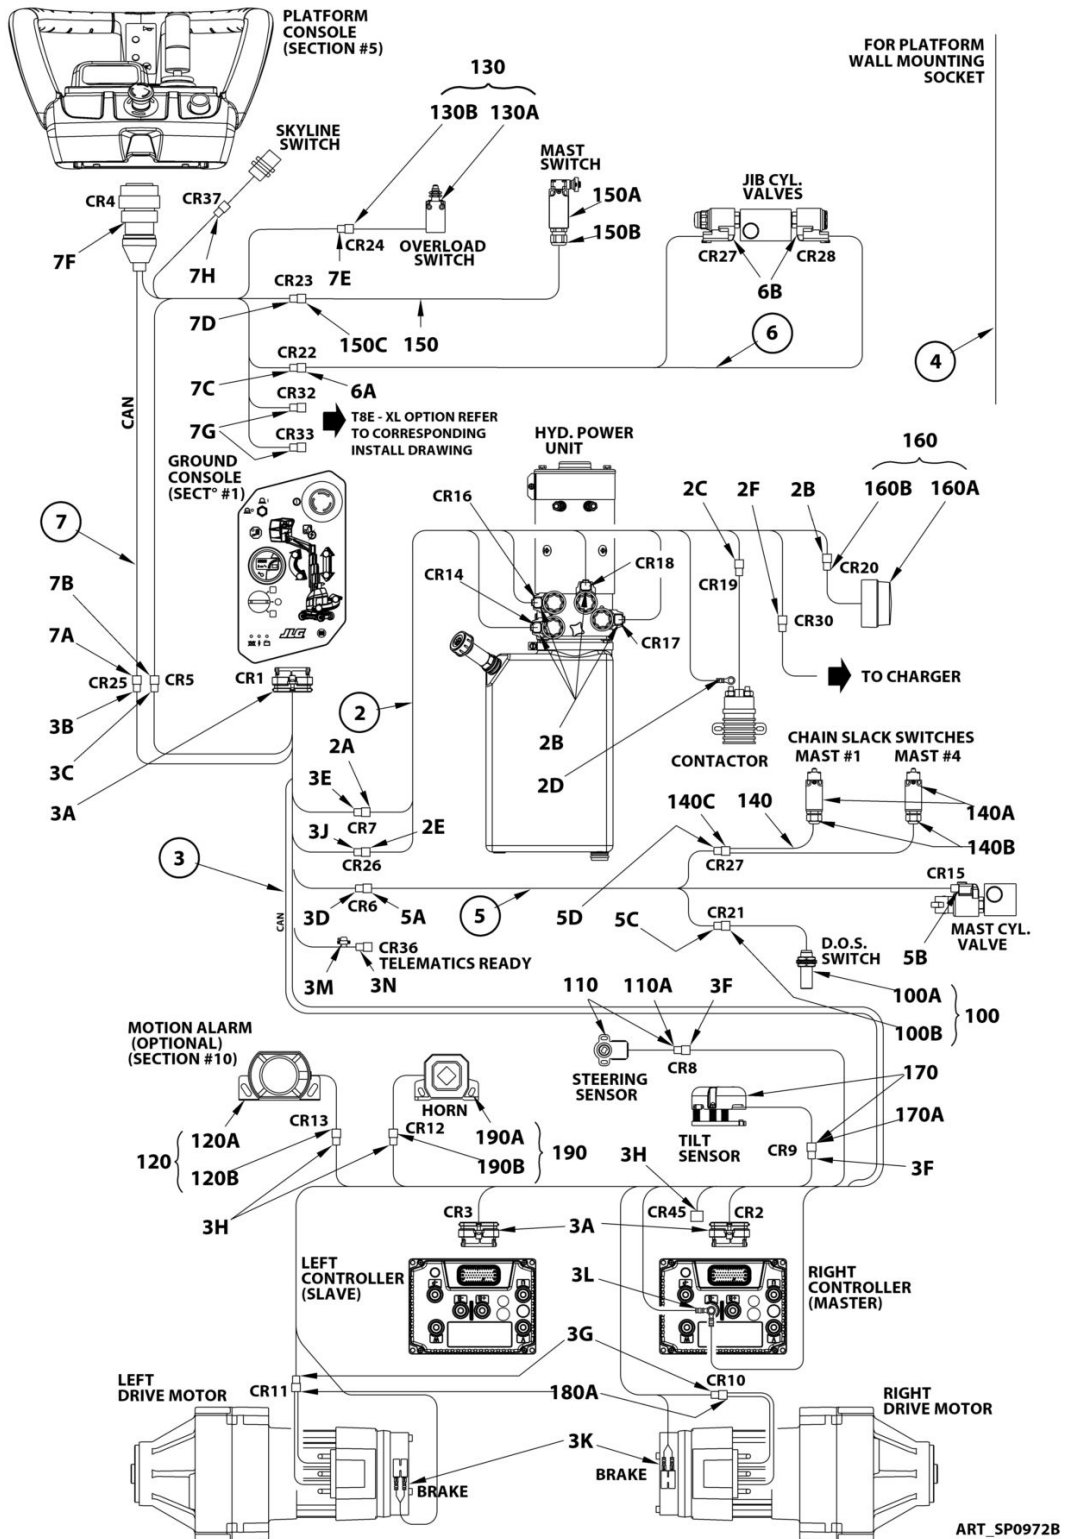 PLATFORM
CONSOLE
(SECTION #5)
FOR PLATFORM
WALL MOUNTING
SOCKET
130
130B
130A
SKYLINE
SWITCH
MAST
SWITCH
JIB CYL.
VALVES
CR4
CR37
150A
150B
CR24
OVERLOAD
SWITCH
CR27
CR28
7F
7H
7E
6B
CR23
7D
150C
150
6
4
CR22
7C
6A
CAN
CR32
7G
CR33
T8E - XL OPTION REFER
TO CORRESPONDING
INSTALL DRAWING
GROUND
CONSOLE
(SECT° #1)
HYD. POWER
UNIT
160
160B
160A
2C
2F
2B
CR16
7
CR14
CR18
CR19
CR20
7B
7A
JLG
CR17
CR30
CR25
CR5
CR1
TO CHARGER
3B
2
2A
2B
CONTACTOR
CHAIN SLACK SWITCHES
MAST #1
MAST #4
3C
3E
2D
140C
140
3A
CR7
140A
3J
2E
140B
3
CR26
CR27
CR15
3D
CR6
5A
5
5D
5C
CR21
CAN
D.O.S.
SWITCH
MAST CYL.
VALVE
CR36
TELEMATICS READY
3M
3N
5B
100A
100
100B
110
110A
3F
MOTION ALARM
(OPTIONAL)
(SECTION #10)
STEERING
SENSOR
CR8
170
HORN
170A
CR13
CR12
120A
190A
TILT
SENSOR
CR9
120
120B
190B
190
3H
3F
3H
CR3
3A
CR45
CR2
LEFT
CONTROLLER
(SLAVE)
3L
RIGHT
CONTROLLER
(MASTER)
3G
LEFT
DRIVE MOTOR
CR11
180A
CR10
RIGHT
DRIVE MOTOR
3K
BRAKE
BRAKE
ART_SP0972B